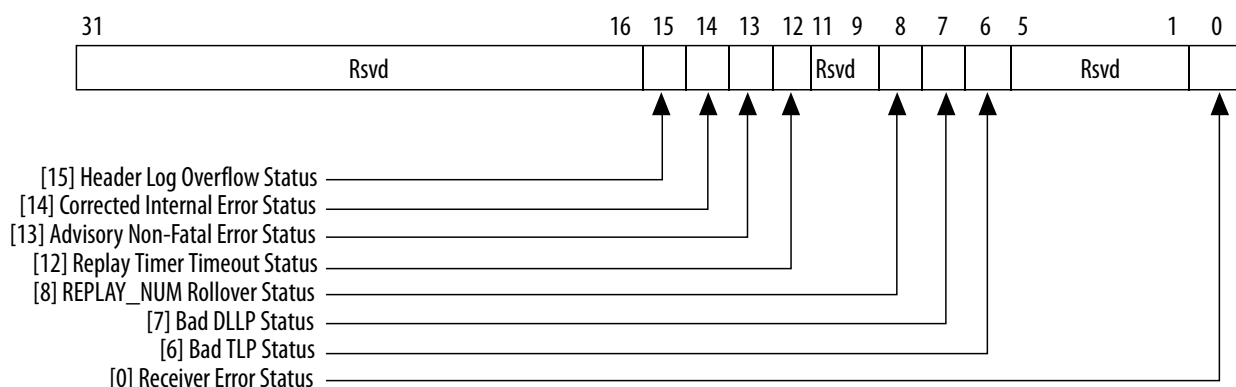 31 16 15 14 13 12 11 9 8 7 6 5 1 0
Rsvd Rsvd Rsvd
[15] Header Log Overflow Status
[14] Corrected Internal Error Status
[13] Advisory Non-Fatal Error Status
[12] Replay Timer Timeout Status
[8] REPLAY_NUM Rollover Status
[7] Bad DLLP Status
[6] Bad TLP Status
[0] Receiver Error Status